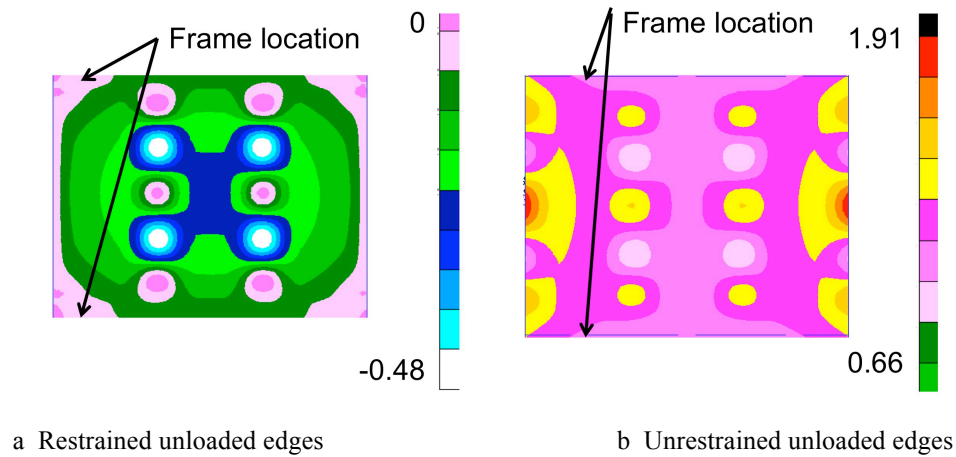 0
Frame location
-0.48
Frame location
1.91
0.66
a Restrained unloaded edges
b Unrestrained unloaded edges